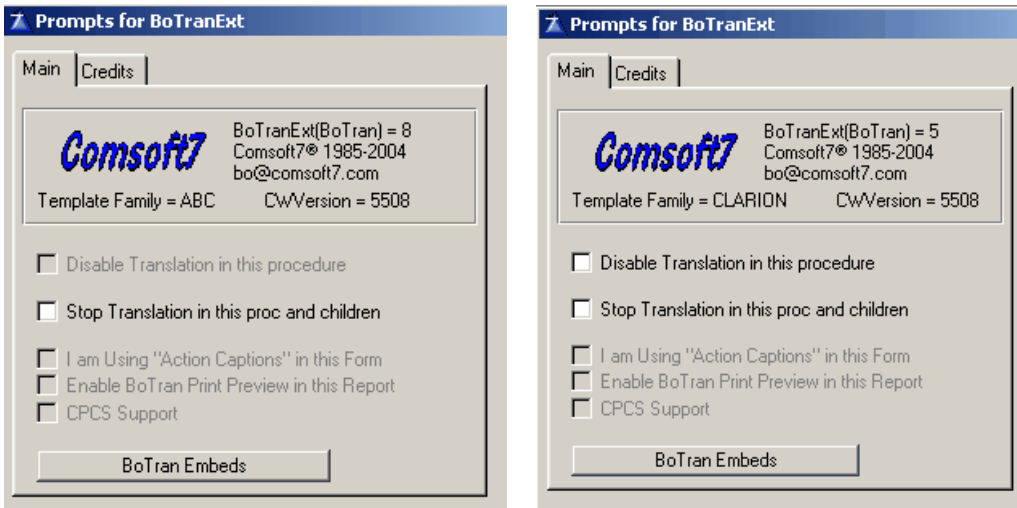 Prompts for BoTranExt
Main Credits
Comsoft7
BoTranExt(BoTran) = 8
Comsoft7® 1985-2004
bo@comsoft7.com
Template Family = ABC CWVersion = 5508
Disable Translation in this procedure
Stop Translation in this proc and children
I am Using "Action Captions" in this Form
Enable BoTran Print Preview in this Report
CPCS Support
BoTran Embeds
Prompts for BoTranExt
Main Credits
Comsoft7
BoTranExt(BoTran) = 5
Comsoft7® 1985-2004
bo@comsoft7.com
Template Family = CLARION CWVersion = 5508
Disable Translation in this procedure
Stop Translation in this proc and children
I am Using "Action Captions" in this Form
Enable BoTran Print Preview in this Report
CPCS Support
BoTran Embeds